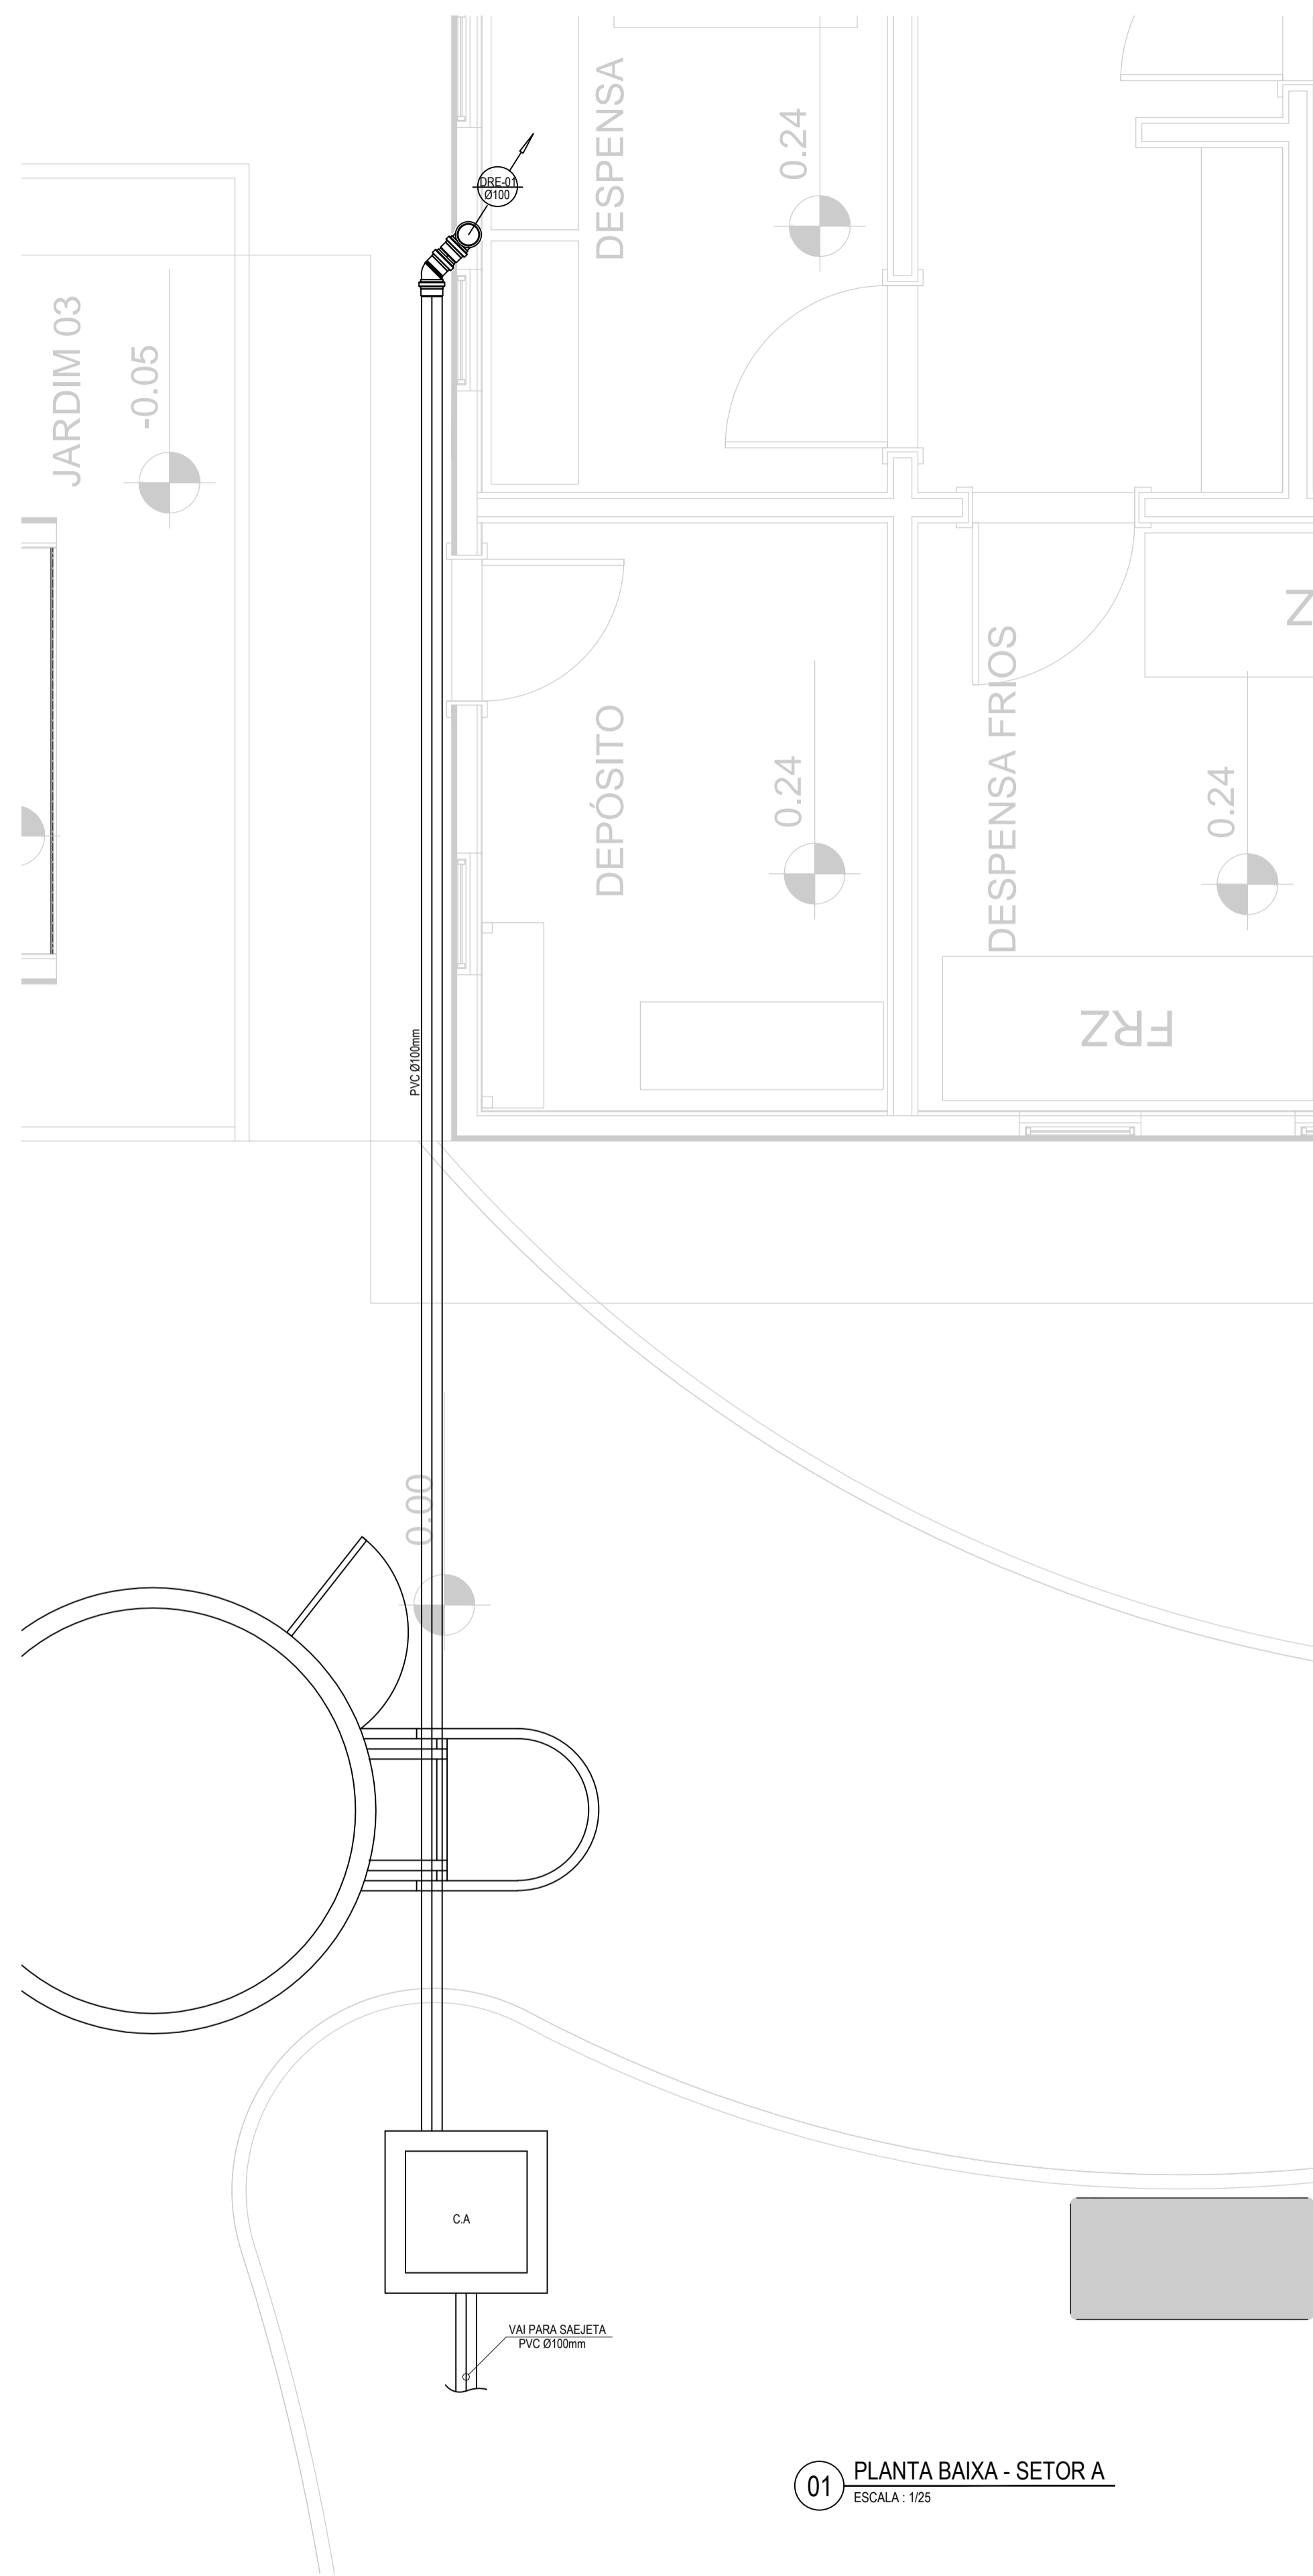 DESPENSA
0.24
DRE-01
Ø100
JARDIM 03
-0.05
Z
DEPÓSITO
0.24
DESPENSA FRIOS
0.24
FRZ
PVC Ø100mm
0.00
C.A
VAI PARA SAEJETA
PVC Ø100mm
01
PLANTA BAIXA - SETOR A
ESCALA : 1/25